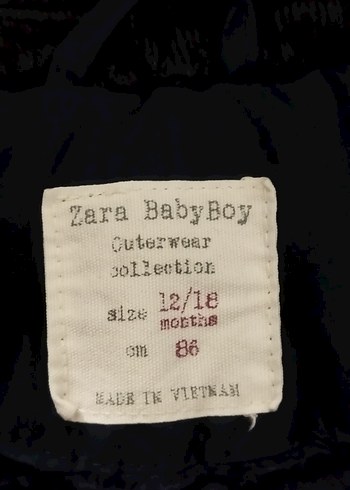 Zara BabyBoy
Outerwear
collection
size 12/18
months
cm 86
MADE IN VIETNAM